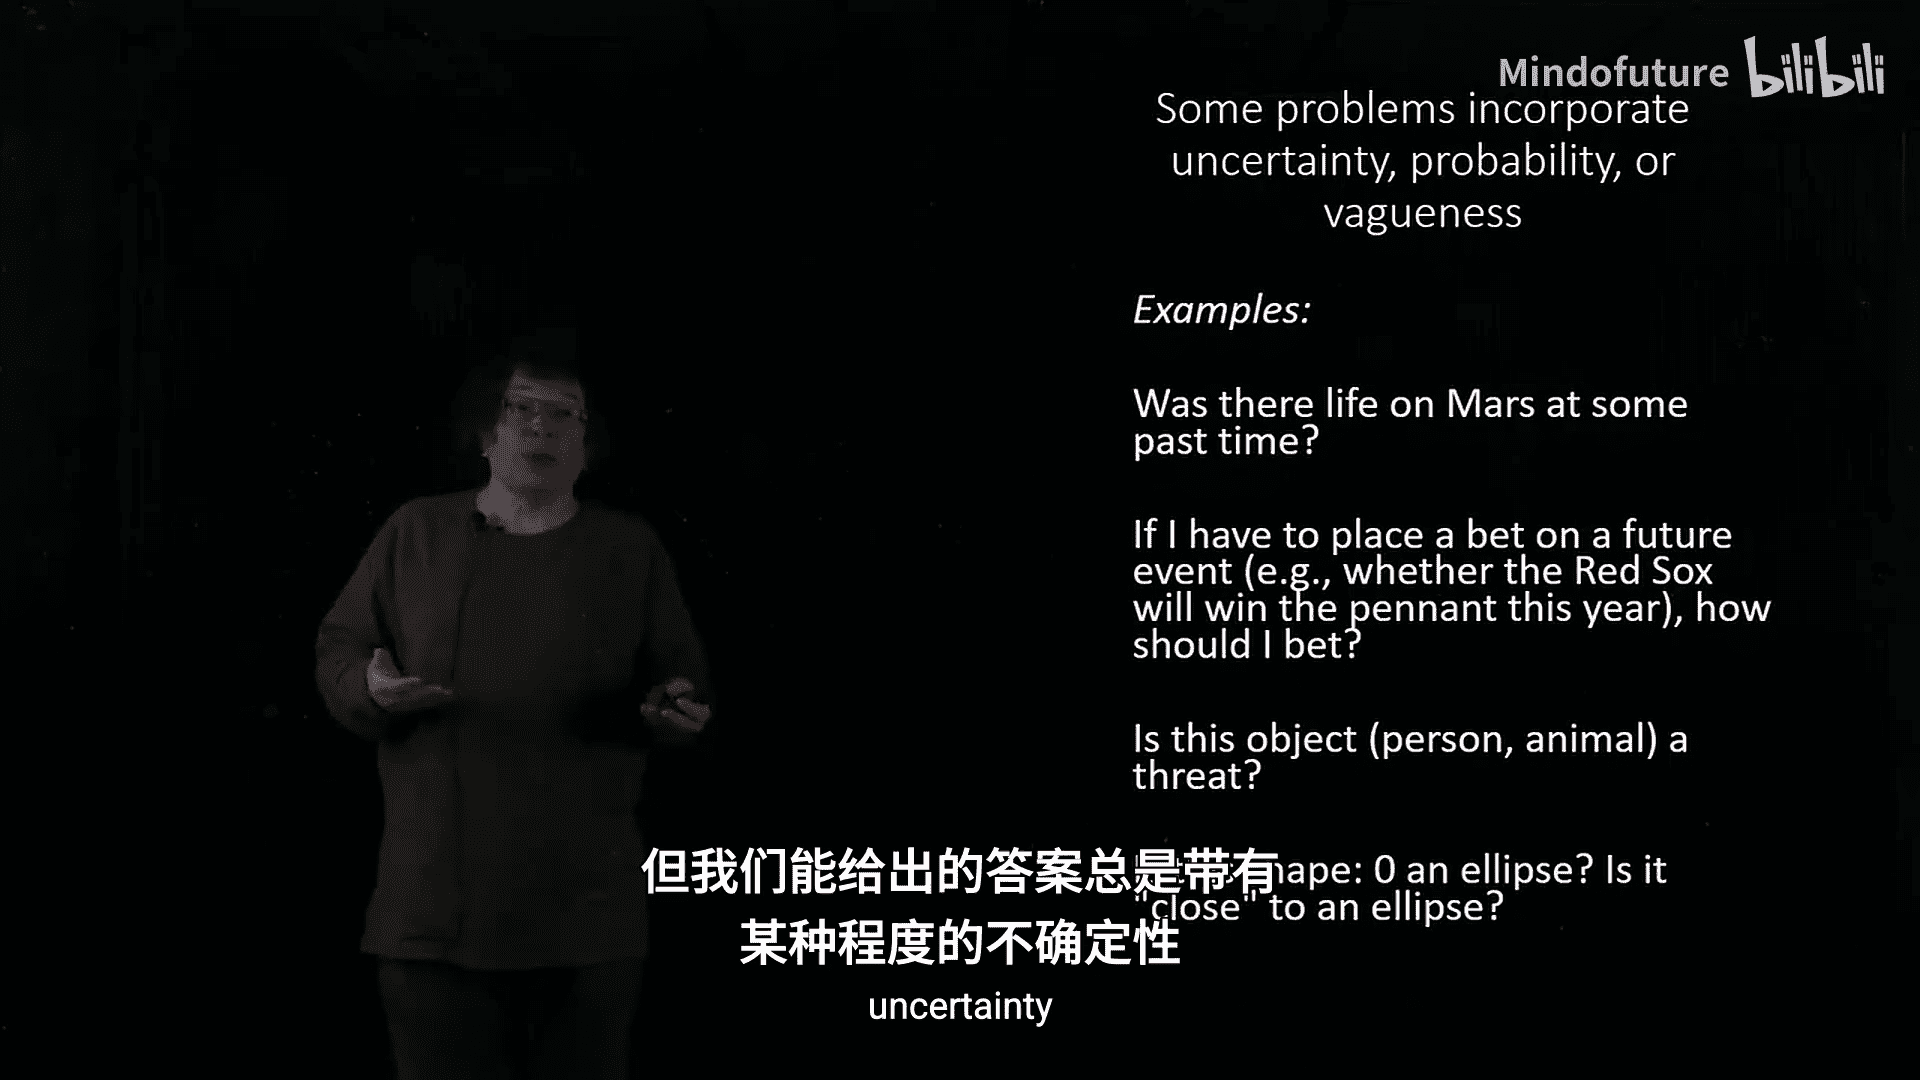 Mindofuture bilibili
Some problems incorporate
uncertainty, probability, or
vagueness
Examples:
Was there life on Mars at some
past time?
If I have to place a bet on a future
event (e.g., whether the Red Sox
will win the pennant this year), how
should I bet?
Is this object (person, animal) a
threat?
0 an ellipse? Is it
"close" to an ellipse?
但我们能给出的答案总是带有
某种程度的不确定性
uncertainty